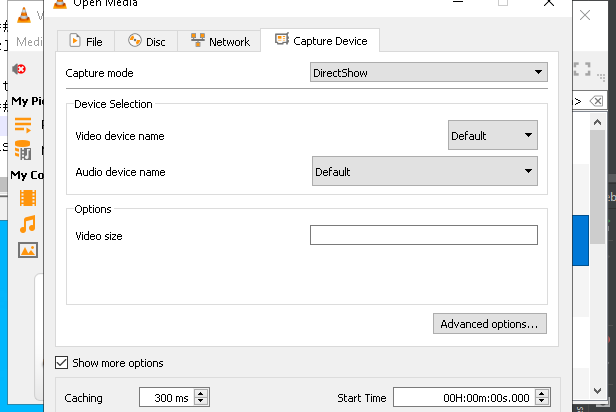 Open Media
Medi
File
Disc
Network
Capture Device
Capture mode
DirectShow
My Pi
Device Selection
Video device name
Default
Audio device name
Default
My Co
Options
Video size
Advanced options...
Show more options
Caching
300 ms
Start Time
00H:00m:00s.000